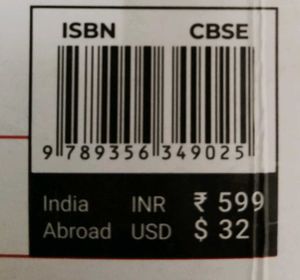 ISBN CBSE
9 789356 349025
India INR ₹ 599
Abroad USD $ 32